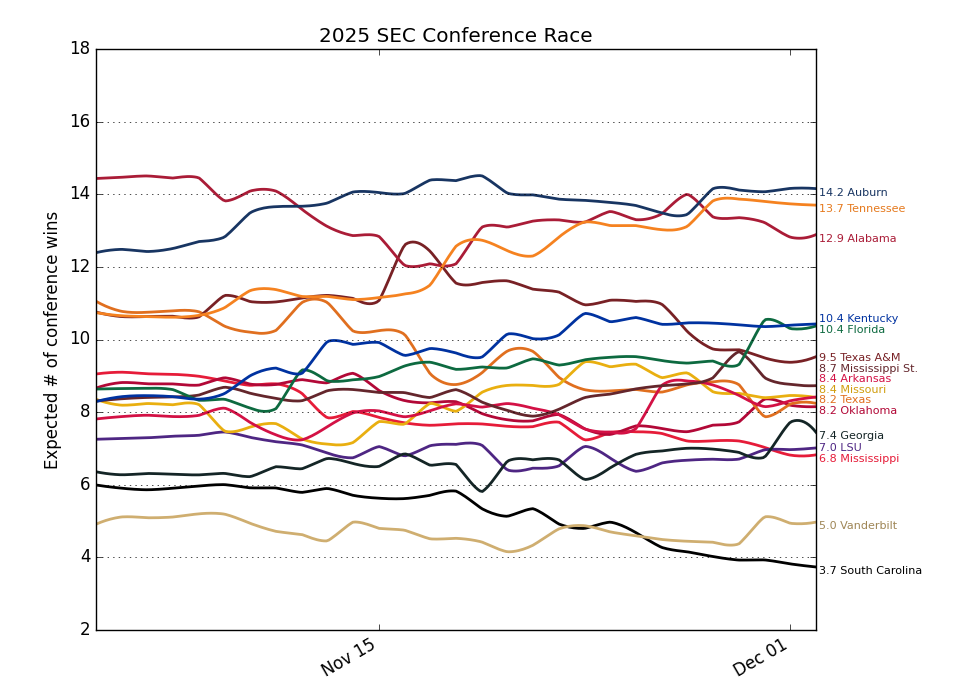 2025 SEC Conference Race
Expected # of conference wins
18
16
14
12
10
8
6
4
2
Nov 15
Dec 01
14.2 Auburn
13.7 Tennessee
12.9 Alabama
10.4 Kentucky
10.4 Florida
9.5 Texas A&M
8.7 Mississippi St.
8.4 Arkansas
8.4 Missouri
8.2 Texas
8.2 Oklahoma
7.4 Georgia
7.0 LSU
6.8 Mississippi
5.0 Vanderbilt
3.7 South Carolina